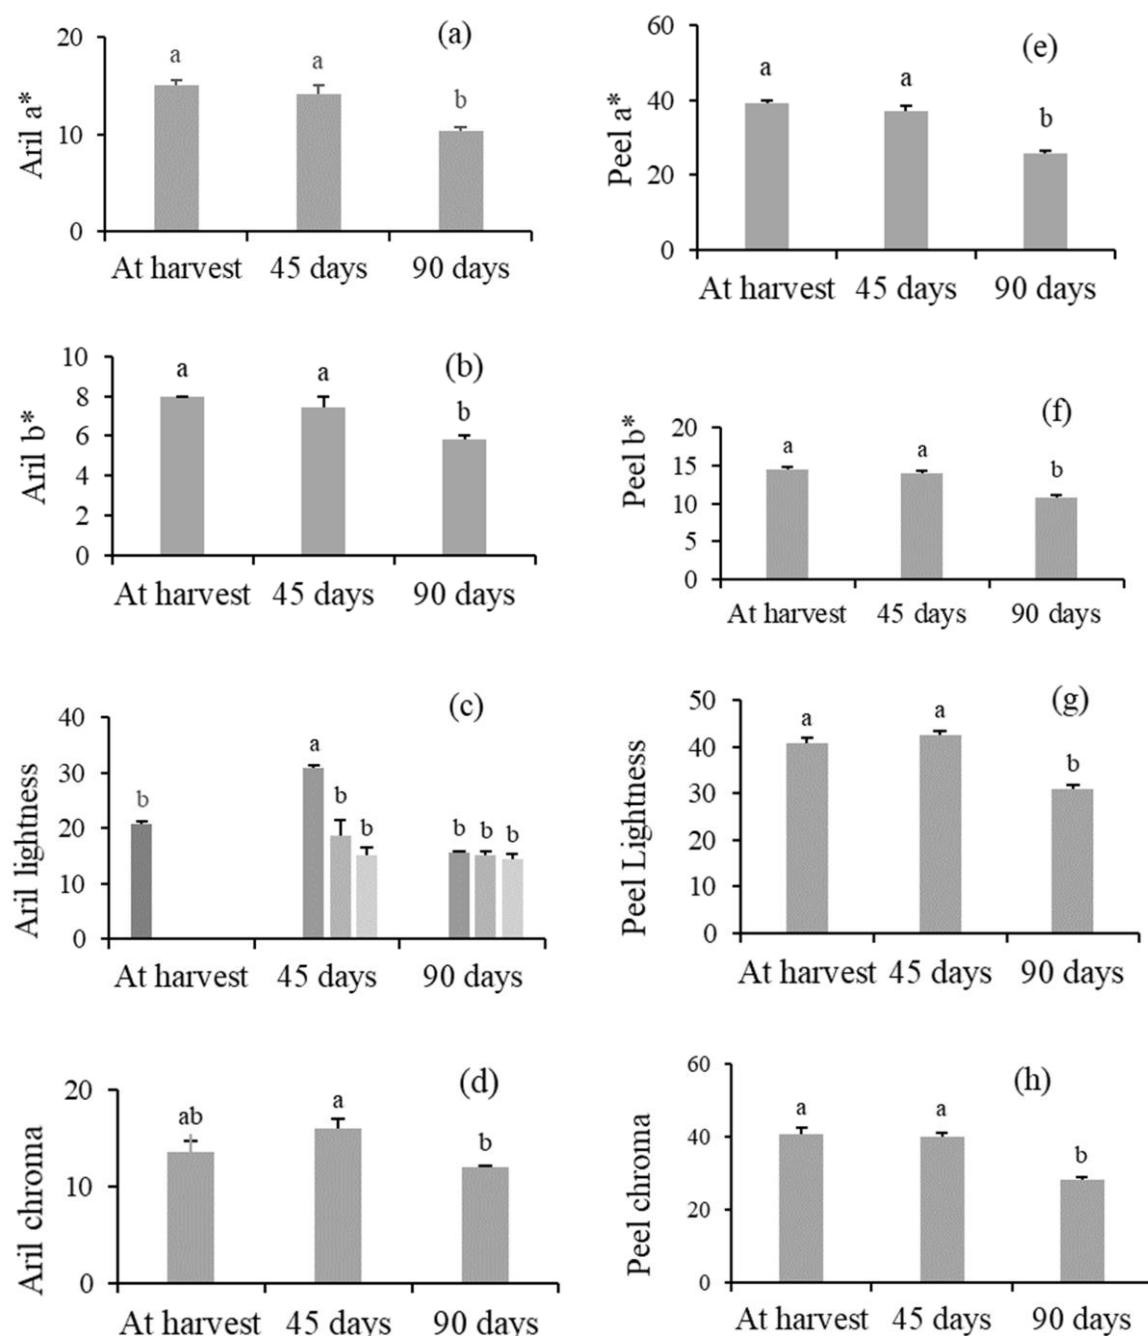 (a)
Aril a*
20
10
0
a
a
b
At harvest 45 days 90 days
(e)
Peel a*
60
40
20
0
a
a
b
At harvest 45 days 90 days
(b)
Aril b*
10
8
6
4
2
0
a
a
b
At harvest 45 days 90 days
(f)
Peel b*
20
15
10
5
0
a
a
b
At harvest 45 days 90 days
(c)
Aril lightness
40
30
20
10
0
b
a
b
b
b
b
b
At harvest 45 days 90 days
(g)
Peel Lightness
50
40
30
20
10
0
a
a
b
At harvest 45 days 90 days
(d)
Aril chroma
20
10
0
ab
a
b
At harvest 45 days 90 days
(h)
Peel chroma
60
40
20
0
a
a
b
At harvest 45 days 90 days